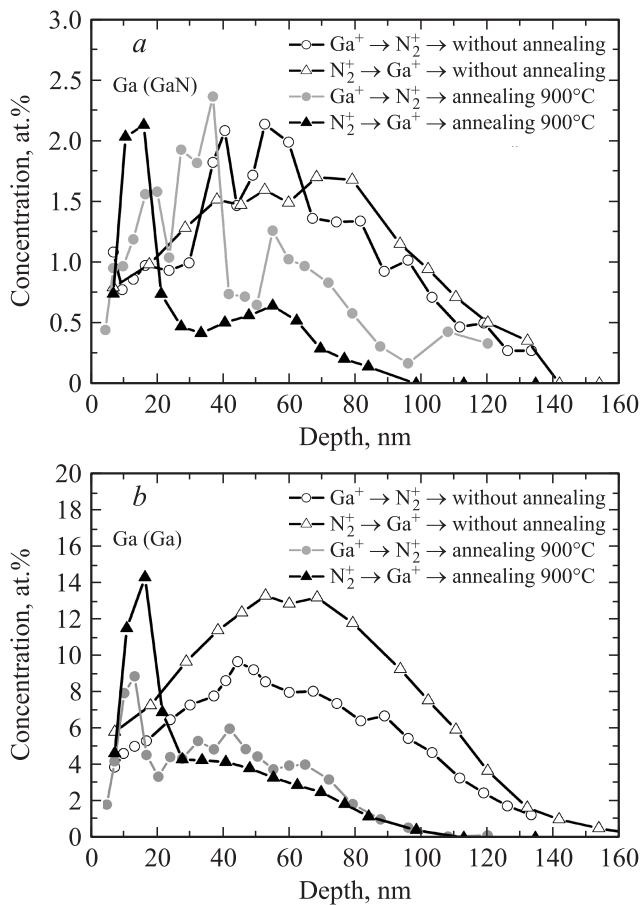 a
Ga (GaN)
Ga⁺ → N₂⁺ → without annealing
N₂⁺ → Ga⁺ → without annealing
Ga⁺ → N₂⁺ → annealing 900°C
N₂⁺ → Ga⁺ → annealing 900°C
Concentration, at.%
3.0
2.5
2.0
1.5
1.0
0.5
0
0 20 40 60 80 100 120 140 160
Depth, nm
b
Ga (Ga)
Ga⁺ → N₂⁺ → without annealing
N₂⁺ → Ga⁺ → without annealing
Ga⁺ → N₂⁺ → annealing 900°C
N₂⁺ → Ga⁺ → annealing 900°C
Concentration, at.%
20
18
16
14
12
10
8
6
4
2
0
0 20 40 60 80 100 120 140 160
Depth, nm